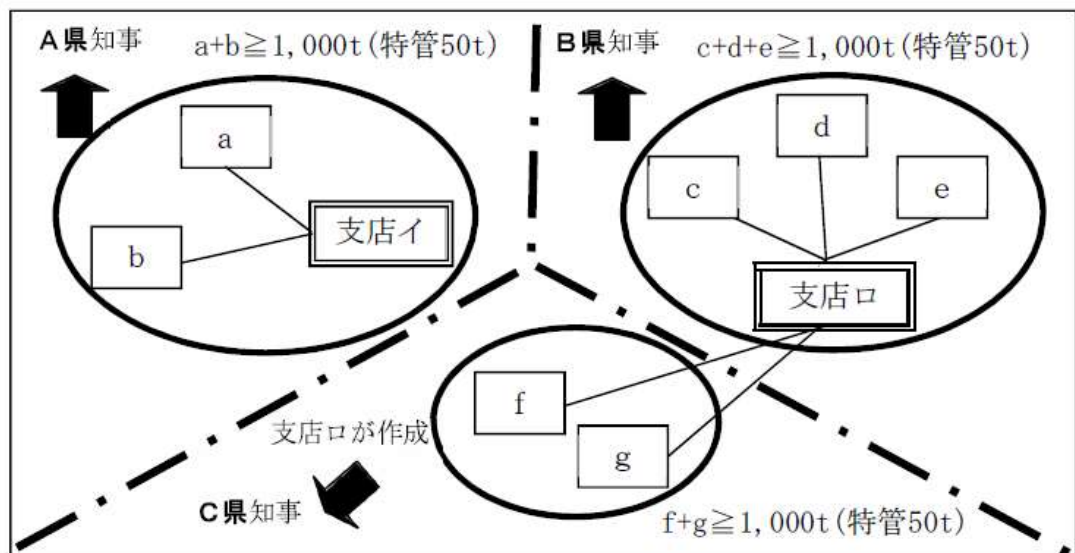 A県知事
a+b≧1,000t(特管50t)
a
b
支店イ
B県知事
c+d+e≧1,000t(特管50t)
d
c
e
支店ロ
f
g
支店ロが作成
C県知事
f+g≧1,000t(特管50t)